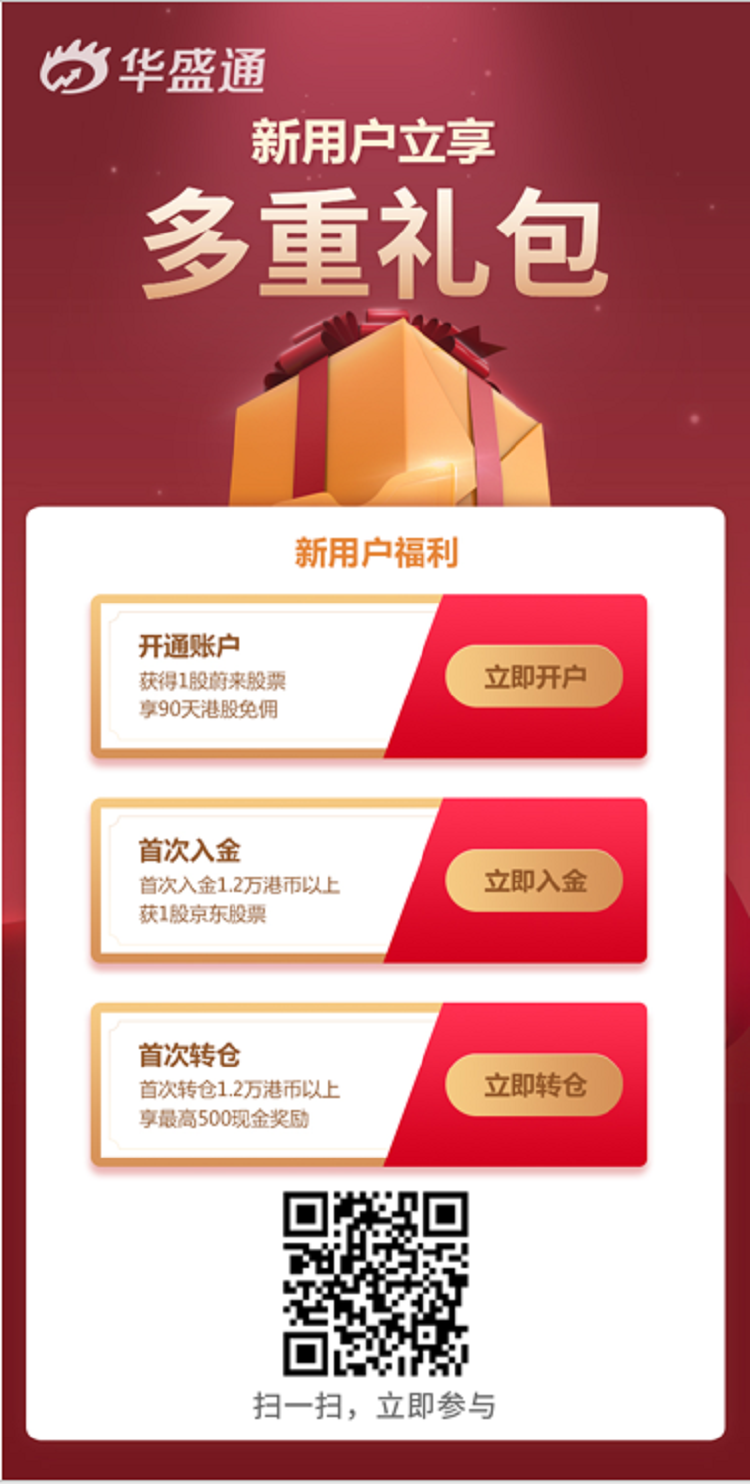 华盛通
新用户立享
多重礼包
新用户福利
开通账户
获得1股蔚来股票
享90天港股免佣
立即开户
首次入金
首次入金1.2万港币以上
获1股京东股票
立即入金
首次转仓
首次转仓1.2万港币以上
享最高500现金奖励
立即转仓
扫一扫，立即参与